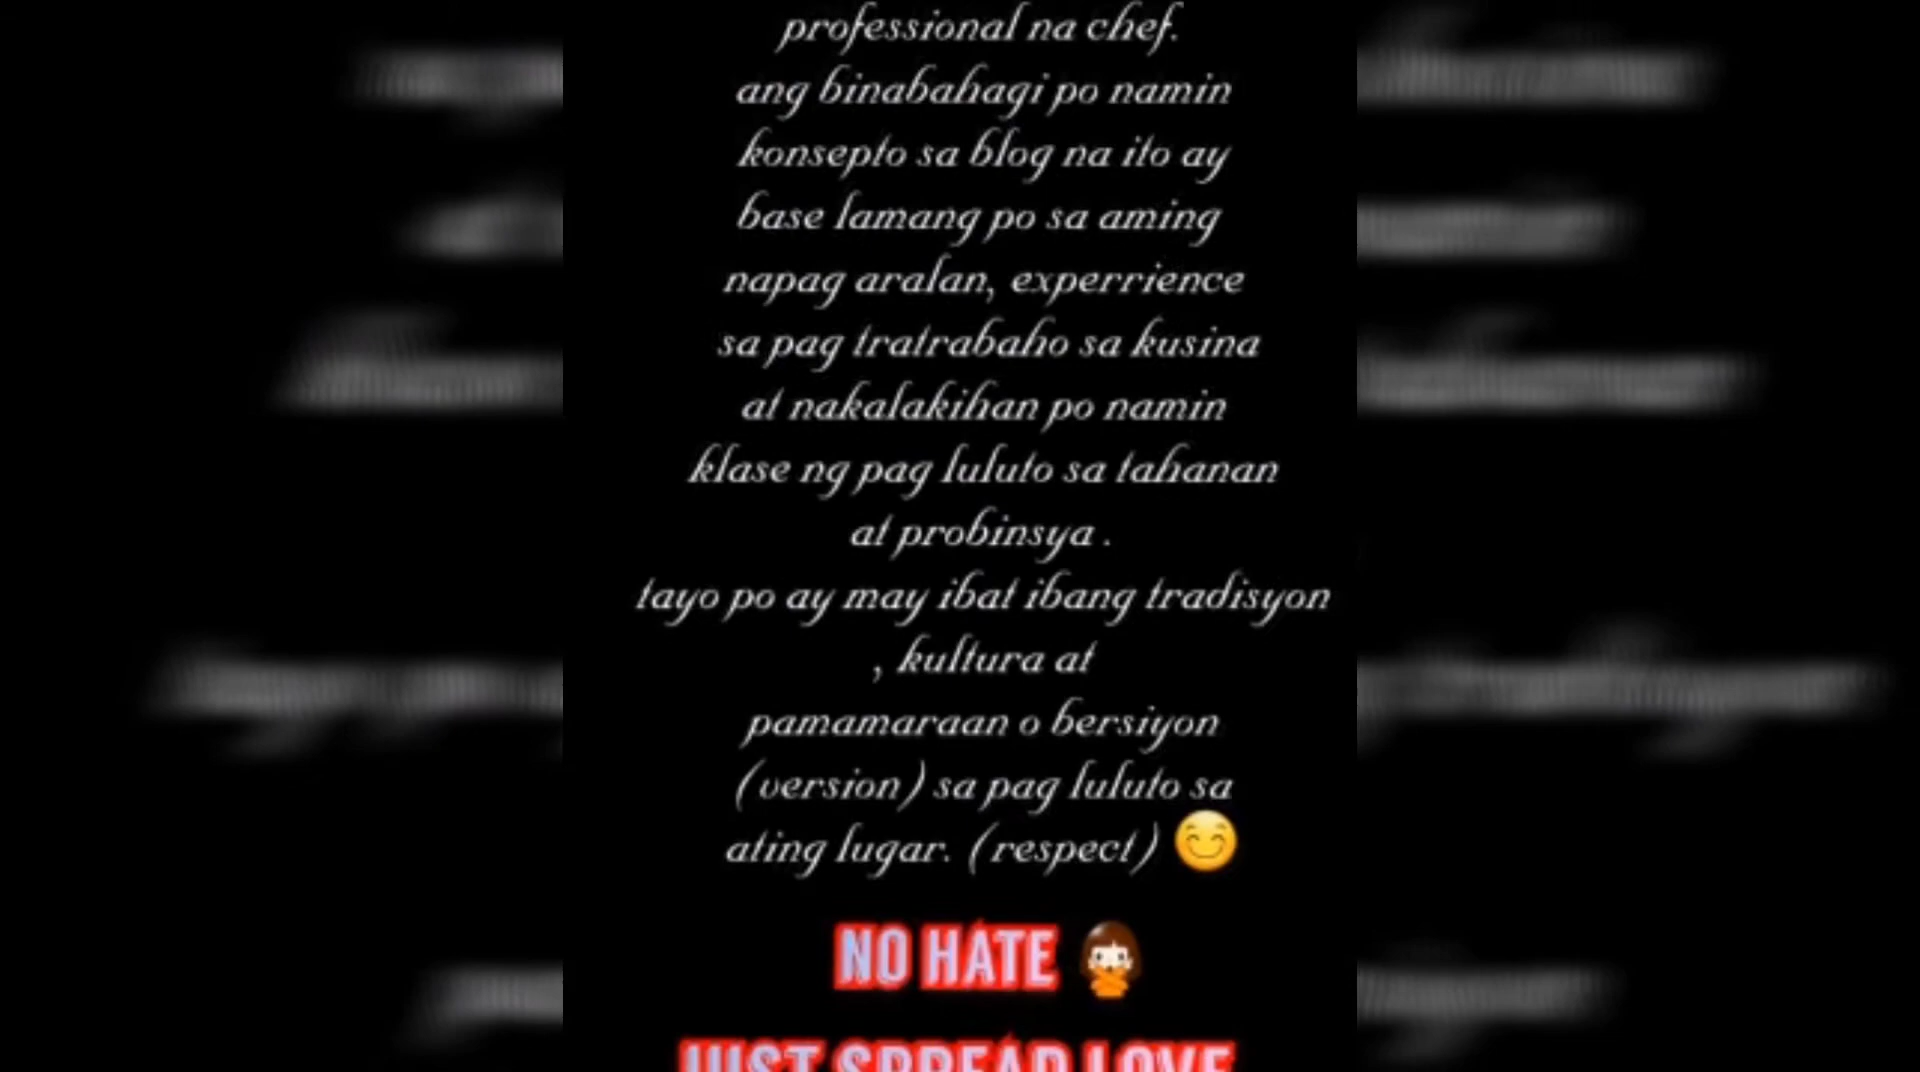 professional na chef.
ang binabahagi po namin
konsepto sa blog na ito ay
base lamang po sa aming
napag aralan, experrience
sa pag tratrabaho sa kusina
at nakalakihan po namin
klase ng pag luluto sa tahanan
at probinsya .
tayo po ay may ibat ibang tradisyon
, kultura at
pamamaraan o bersiyon
(version) sa pag luluto sa
ating lugar. (respect) 😊
NO HATE 🙅
JUST SPREAD LOVE